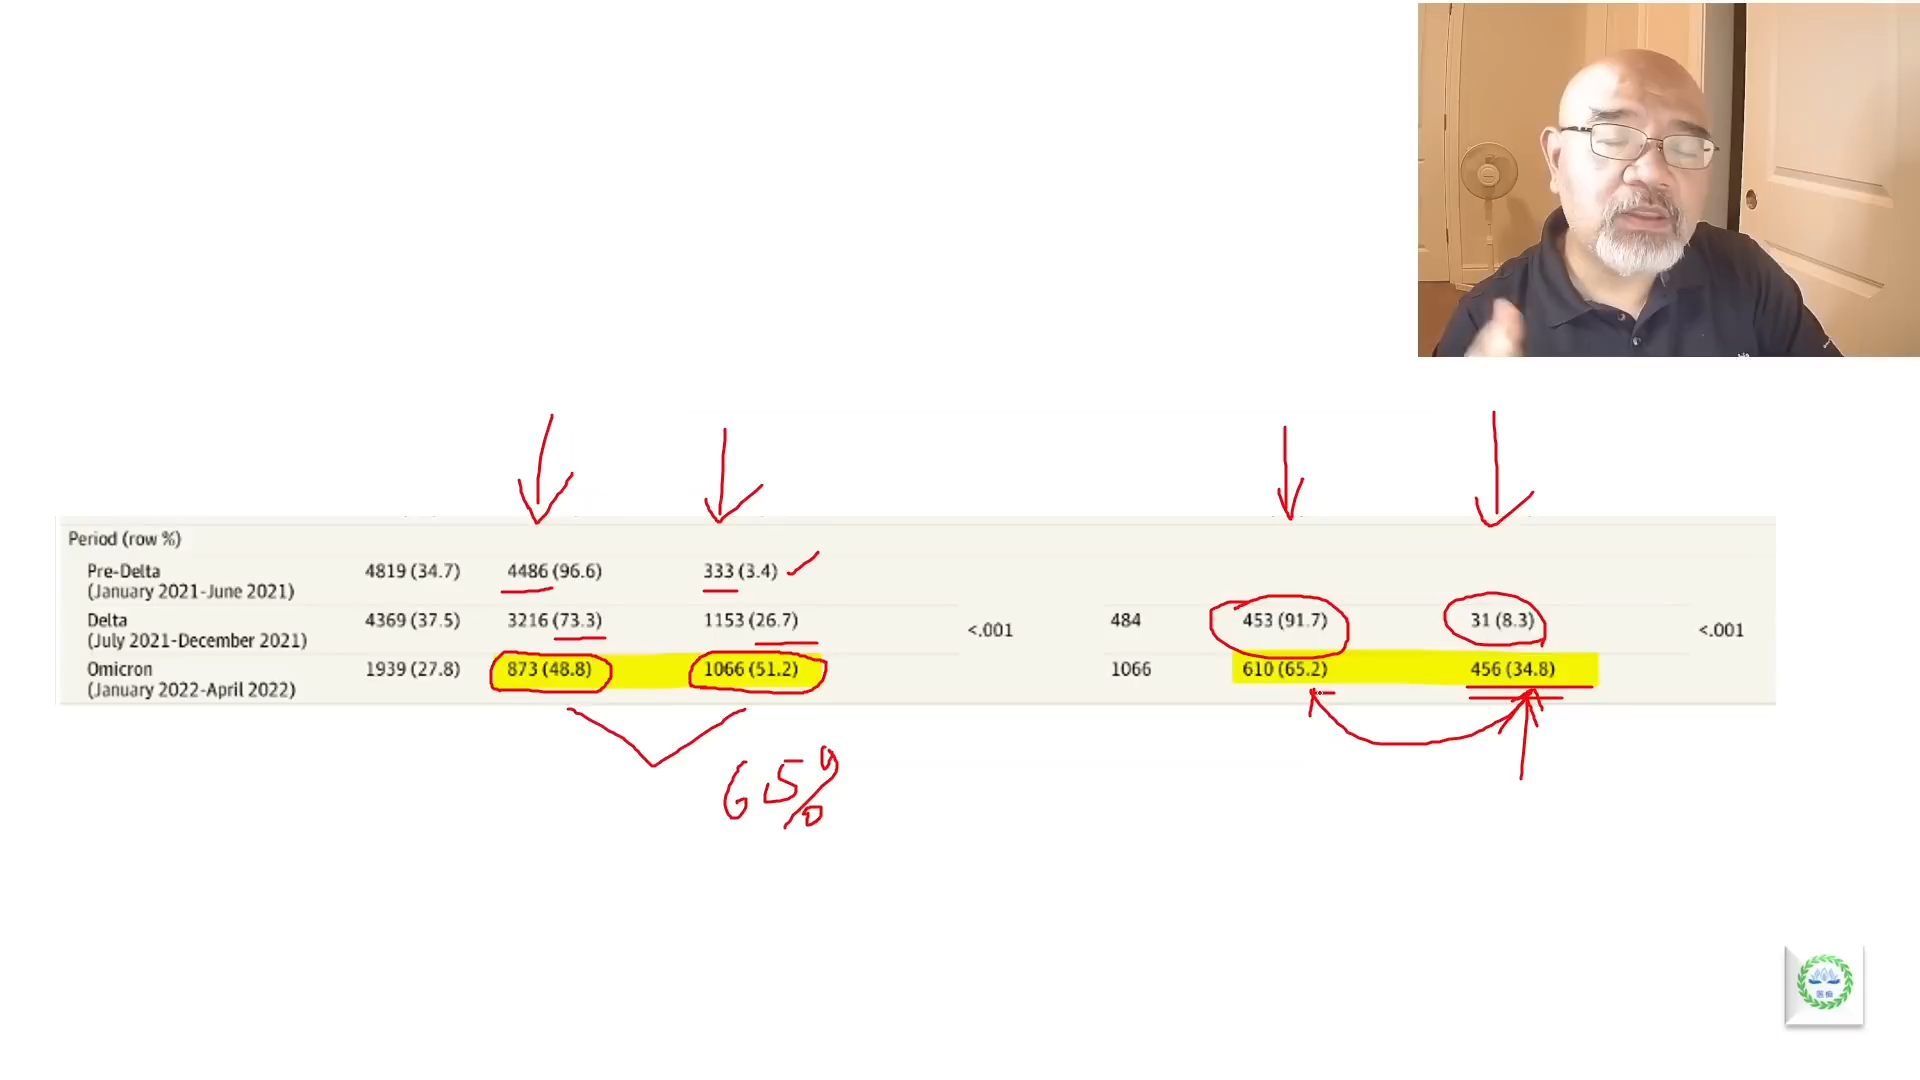 Period (row %)
Pre-Delta 4819 (34.7) 4486 (96.6) 333 (3.4)
(January 2021-June 2021)
Delta 4369 (37.5) 3216 (73.3) 1153 (26.7) <.001 484 453 (91.7) 31 (8.3) <.001
(July 2021-December 2021)
Omicron 1939 (27.8) 873 (48.8) 1066 (51.2) 1066 610 (65.2) 456 (34.8)
(January 2022-April 2022)
65%